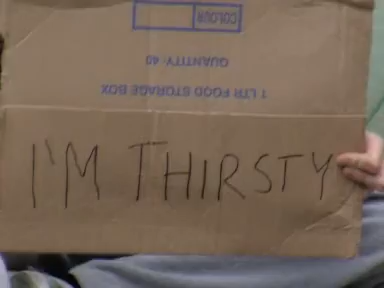 COLOUR
QUANTITY: 40
1 LTR FOOD STORAGE BOX
I'M THIRSTY